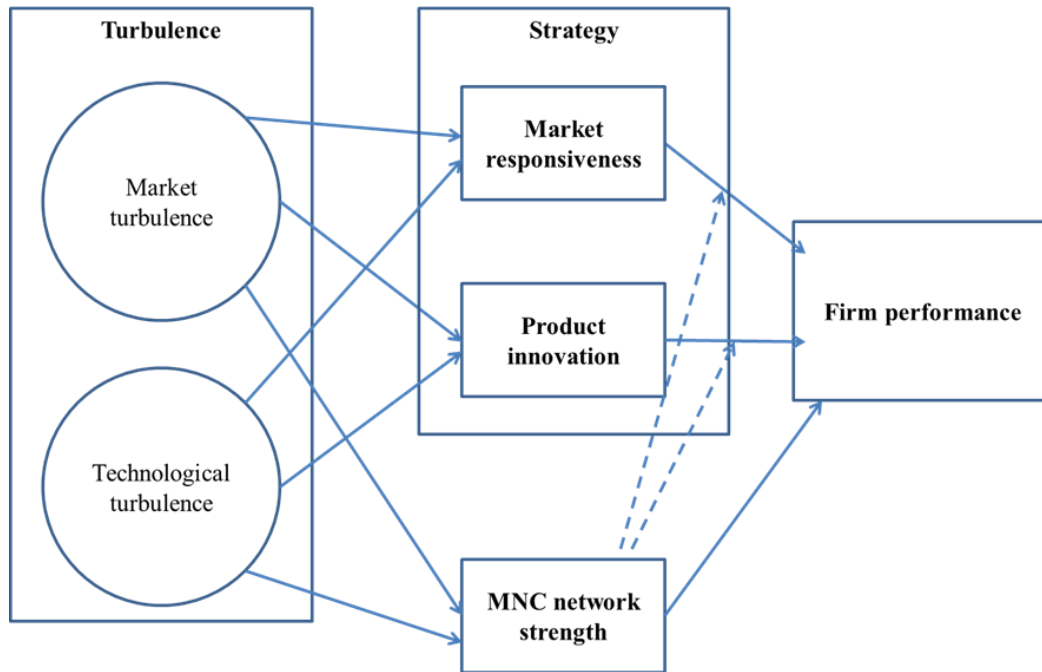 Turbulence
Market
turbulence
Technological
turbulence
Strategy
Market
responsiveness
Product
innovation
MNC network
strength
Firm performance